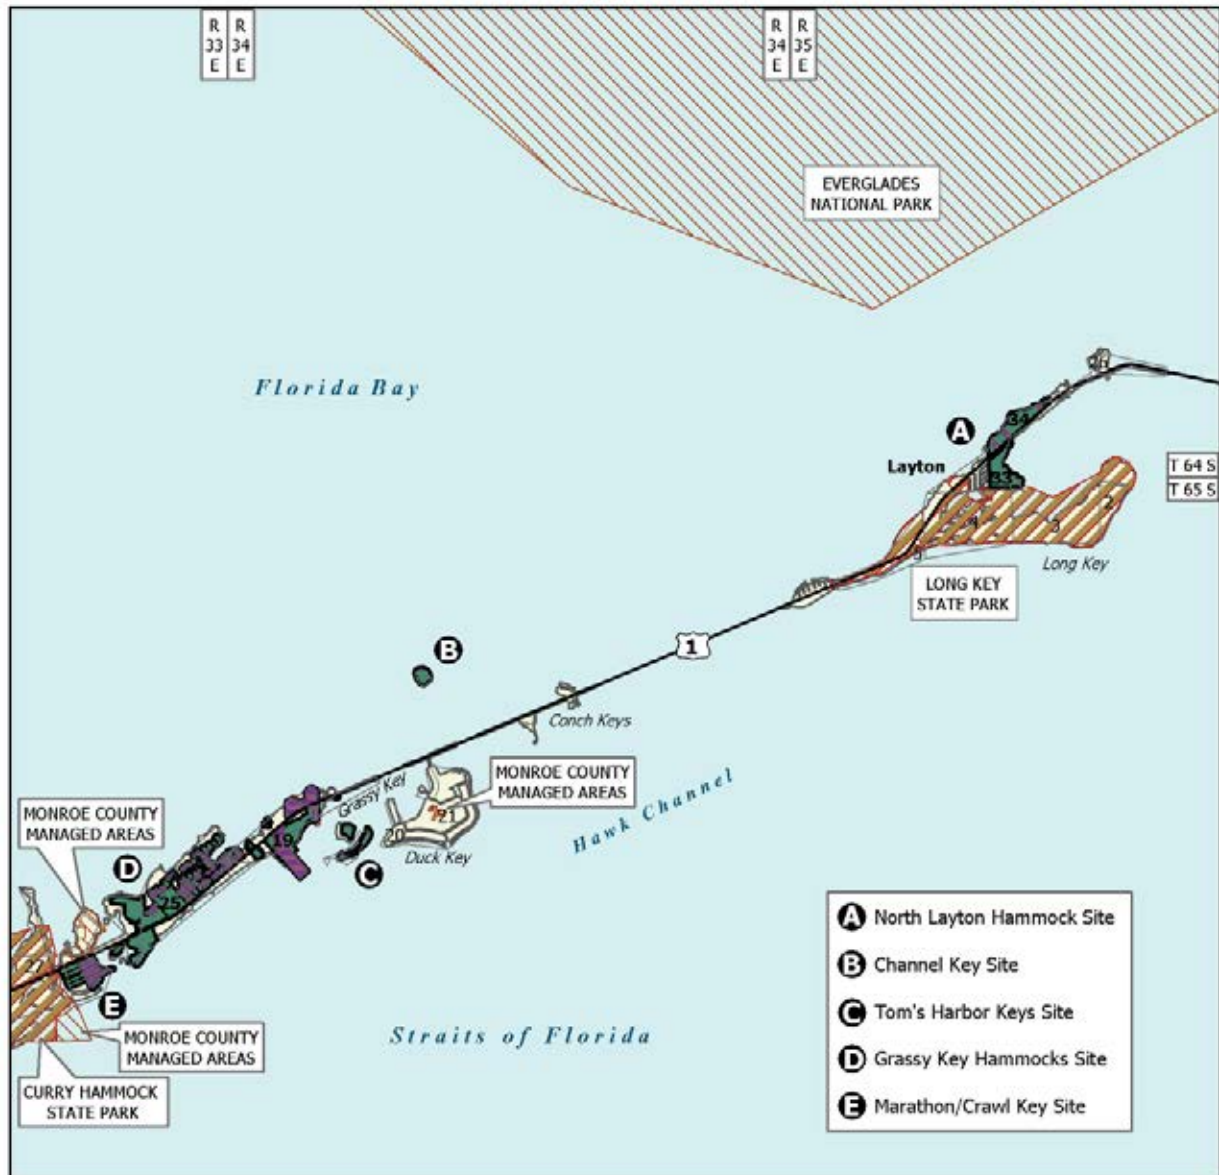 R R
33 34
E E
R R
34 35
E E
EVERGLADES
NATIONAL PARK
Florida Bay
A
34
Layton
33
T 64 S
T 65 S
2
4
3
5
Long Key
LONG KEY
STATE PARK
B
1
Conch Keys
MONROE COUNTY
MANAGED AREAS
Grassy Key
21
20
Duck Key
Hawk Channel
MONROE COUNTY
MANAGED AREAS
19
D
C
25
27
E
Straits of Florida
MONROE COUNTY
MANAGED AREAS
CURRY HAMMOCK
STATE PARK
A North Layton Hammock Site
B Channel Key Site
C Tom's Harbor Keys Site
D Grassy Key Hammocks Site
E Marathon/Crawl Key Site